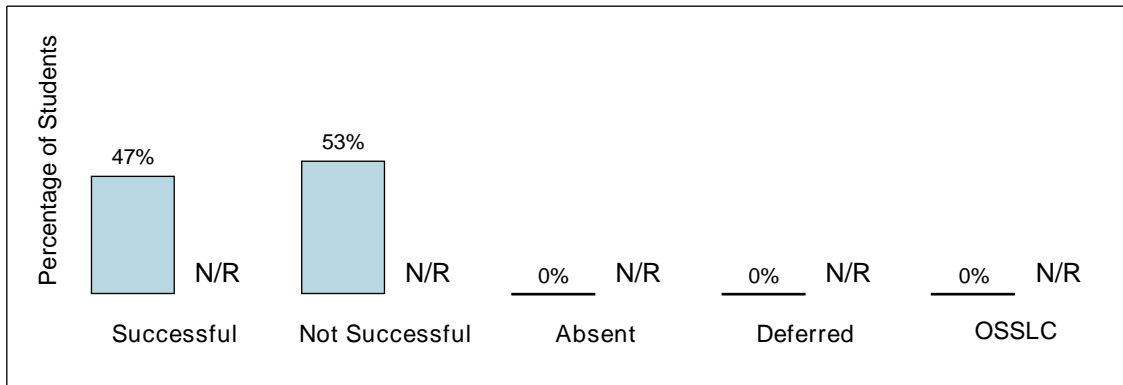 Percentage of Students
53%
47%
N/R
N/R
0%
N/R
0%
N/R
0%
N/R
Successful
Not Successful
Absent
Deferred
OSSLC